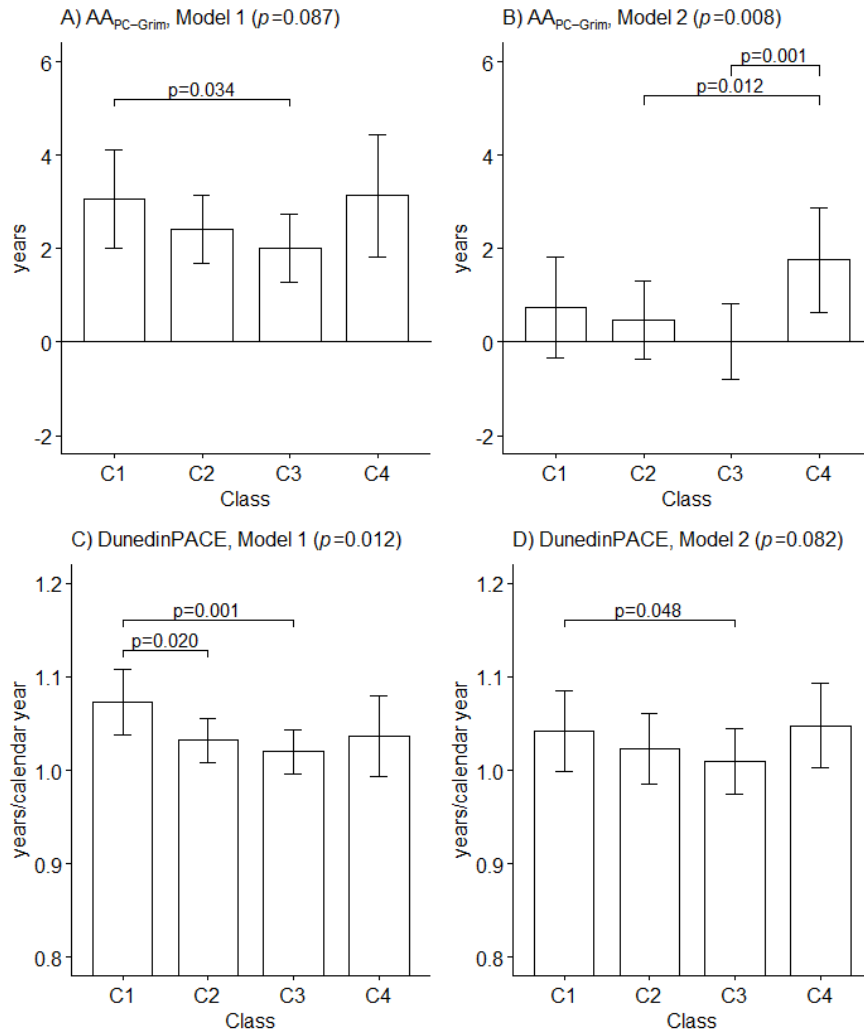 A) AAPC–Grim, Model 1 (p=0.087)
years
6
4
2
0
-2
p=0.034
C1 C2 C3 C4
Class
B) AAPC–Grim, Model 2 (p=0.008)
years
6
4
2
0
-2
p=0.001
p=0.012
C1 C2 C3 C4
Class
C) DunedinPACE, Model 1 (p=0.012)
years/calendar year
1.2
1.1
1.0
0.9
0.8
p=0.001
p=0.020
C1 C2 C3 C4
Class
D) DunedinPACE, Model 2 (p=0.082)
years/calendar year
1.2
1.1
1.0
0.9
0.8
p=0.048
C1 C2 C3 C4
Class